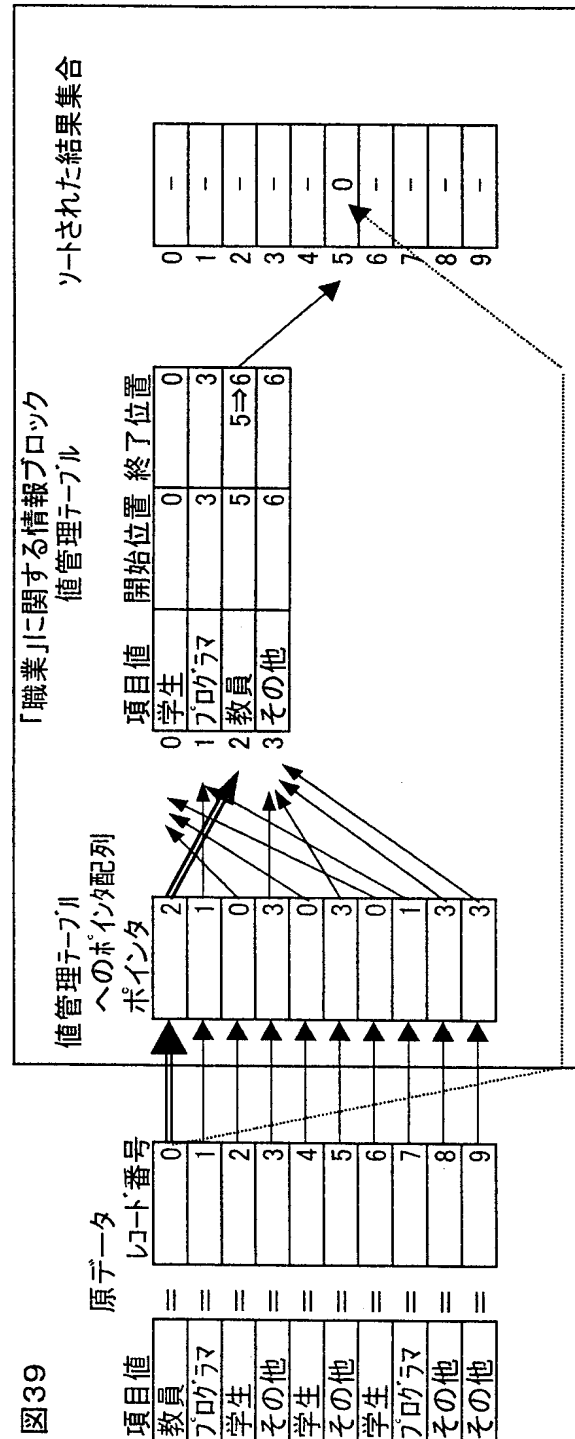 図39
「職業」に関する情報ブロック
原データ
値管理テーブル
へのポインタ配列
値管理テーブル
ソートされた結果集合
項目値 レコード番号 ポインタ 項目値 開始位置 終了位置
教員 = 0 2 0 学生 0 0 0 -
プログラマ = 1 1 1 プログラマ 3 3 1 -
学生 = 2 0 2 教員 5 5⇒6 2 -
その他 = 3 3 3 その他 6 6 3 -
学生 = 4 0 4 -
その他 = 5 3 5 0
学生 = 6 0 6 -
プログラマ = 7 1 7 -
その他 = 8 3 8 -
その他 = 9 3 9 -